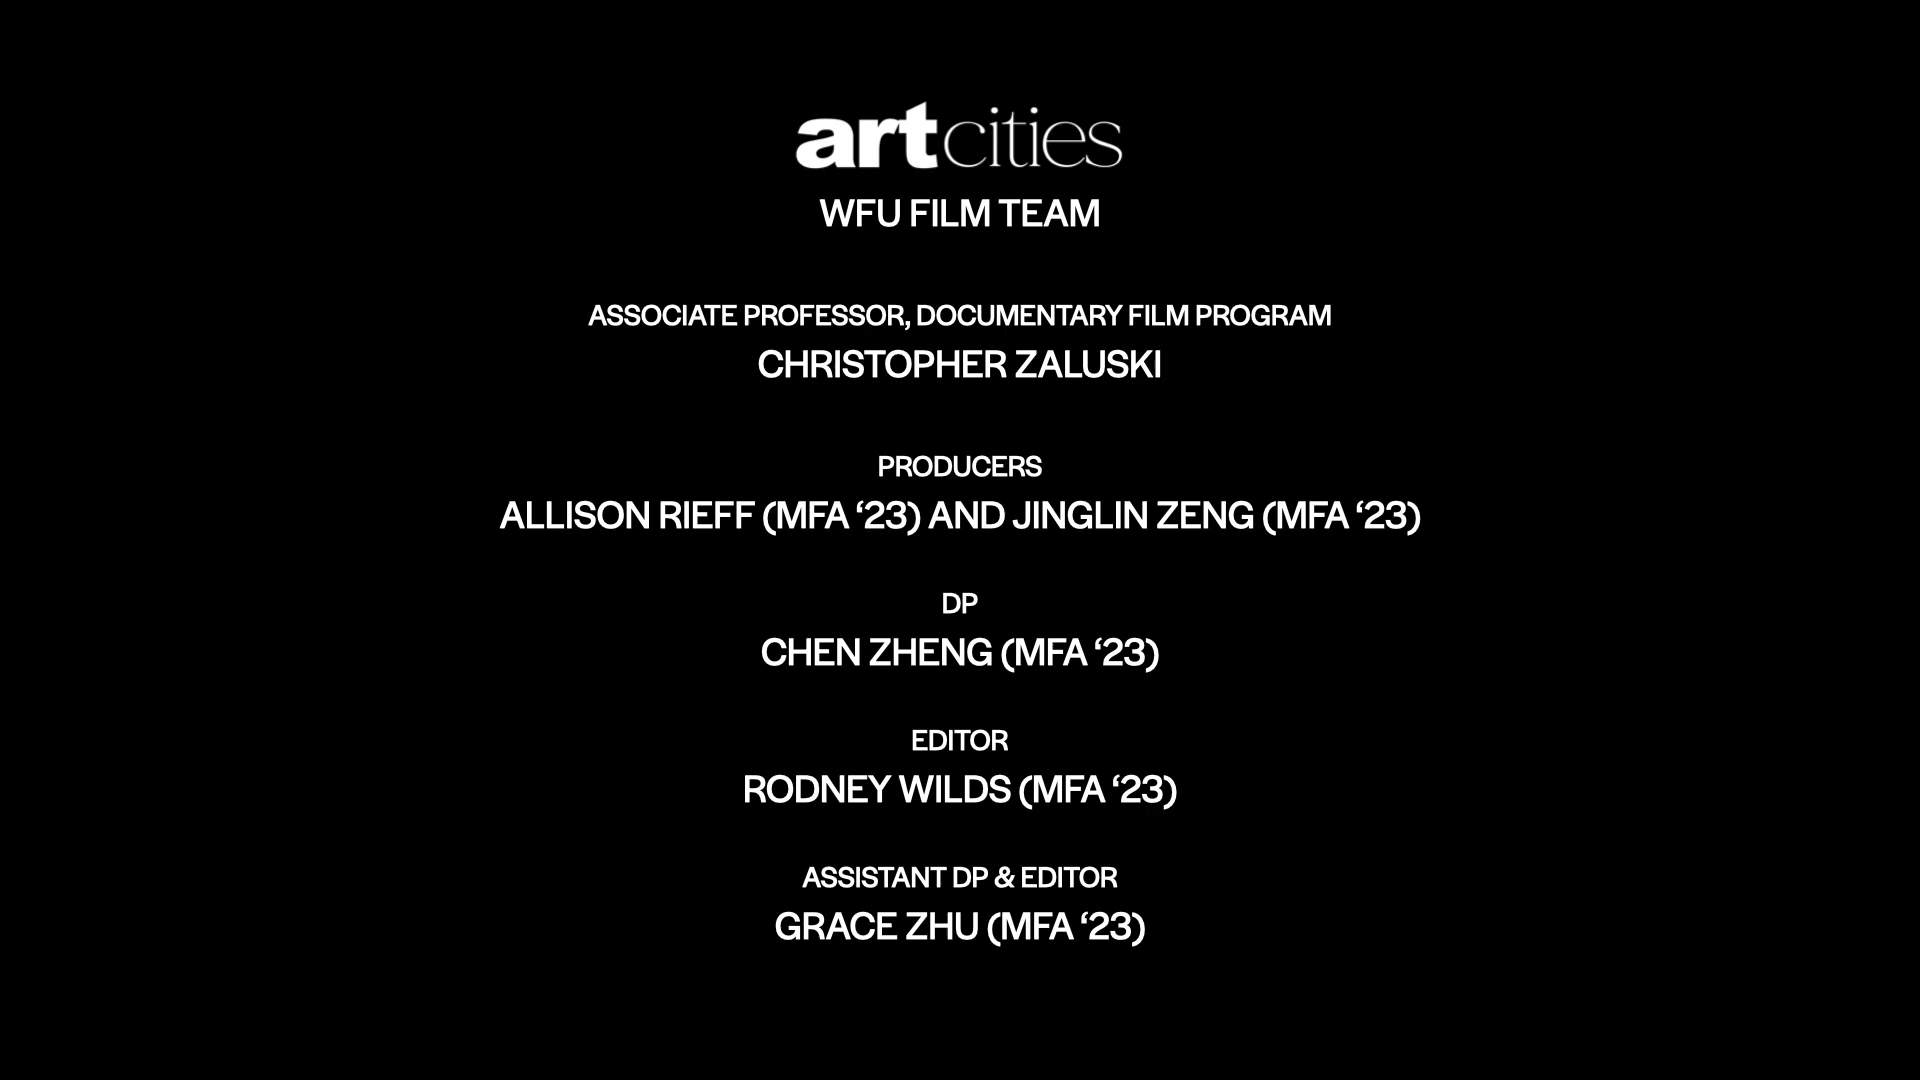 artcities
WFU FILM TEAM
ASSOCIATE PROFESSOR, DOCUMENTARY FILM PROGRAM
CHRISTOPHER ZALUSKI
PRODUCERS
ALLISON RIEFF (MFA ‘23) AND JINGLIN ZENG (MFA ‘23)
DP
CHEN ZHENG (MFA ‘23)
EDITOR
RODNEY WILDS (MFA ‘23)
ASSISTANT DP & EDITOR
GRACE ZHU (MFA ‘23)